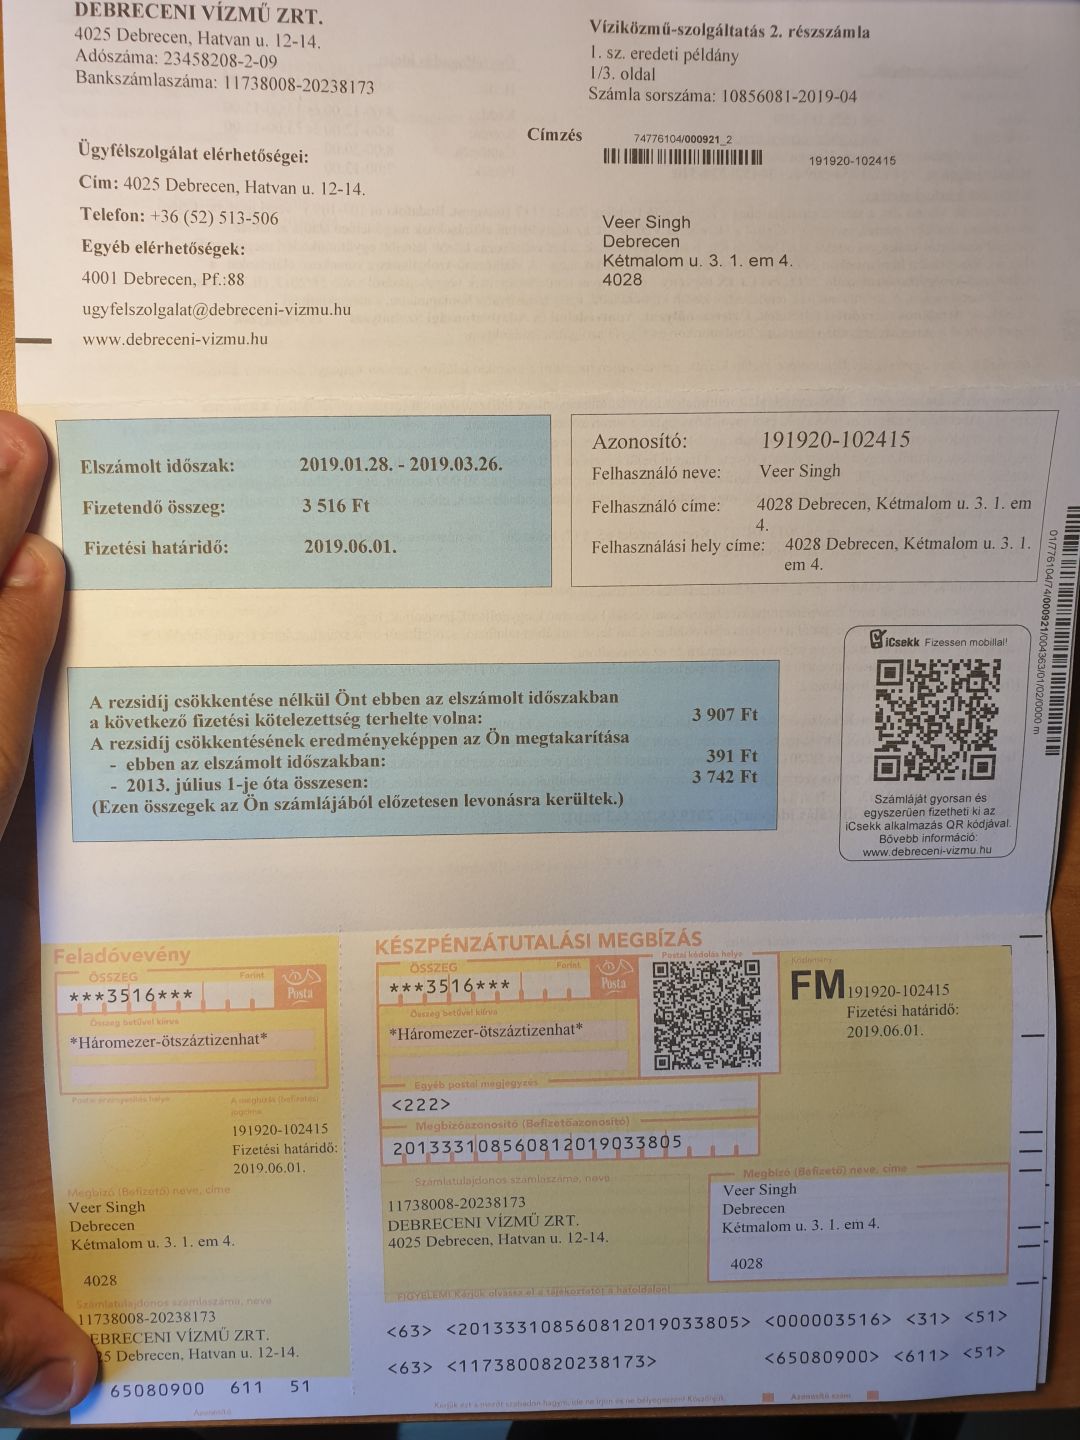 DEBRECENI VÍZMŰ ZRT.
4025 Debrecen, Hatvan u. 12-14.
Adószáma: 23458208-2-09
Bankszámlaszáma: 11738008-20238173
Víziközmű-szolgáltatás 2. részszámla
1. sz. eredeti példány
1/3. oldal
Számla sorszáma: 10856081-2019-04
Címzés
74776104/000921_2
191920-102415
Ügyfélszolgálat elérhetőségei:
Cím: 4025 Debrecen, Hatvan u. 12-14.
Telefon: +36 (52) 513-506
Egyéb elérhetőségek:
4001 Debrecen, Pf.:88
ugyfelszolgalat@debreceni-vizmu.hu
www.debreceni-vizmu.hu
Veer Singh
Debrecen
Kétmalom u. 3. 1. em 4.
4028
Elszámolt időszak: 2019.01.28. - 2019.03.26.
Fizetendő összeg: 3 516 Ft
Fizetési határidő: 2019.06.01.
Azonosító: 191920-102415
Felhasználó neve: Veer Singh
Felhasználó címe: 4028 Debrecen, Kétmalom u. 3. 1. em
4.
Felhasználási hely címe: 4028 Debrecen, Kétmalom u. 3. 1.
em 4.
01/776104/74/000921/004363/01/02/0000 m
A rezsidíj csökkentése nélkül Önt ebben az elszámolt időszakban
a következő fizetési kötelezettség terhelte volna: 3 907 Ft
A rezsidíj csökkentésének eredményeképpen az Ön megtakarítása
- ebben az elszámolt időszakban: 391 Ft
- 2013. július 1-je óta összesen: 3 742 Ft
(Ezen összegek az Ön számlájából előzetesen levonásra kerültek.)
iCsekk Fizessen mobillal!
Számláját gyorsan és
egyszerűen fizetheti ki az
iCsekk alkalmazás QR kódjával.
Bővebb információ:
www.debreceni-vizmu.hu
Feladóvevény
ÖSSZEG Forint
***3516***
Posta
Összeg betűvel kiírva
*Háromezer-ötszáztizenhat*
Postai érvényesítés helye
A megbízás (befizetés)
jogcíme
191920-102415
Fizetési határidő:
2019.06.01.
Megbízó (Befizető) neve, címe
Veer Singh
Debrecen
Kétmalom u. 3. 1. em 4.
4028
Számlatulajdonos számlaszáma, neve
11738008-20238173
DEBRECENI VÍZMŰ ZRT.
25 Debrecen, Hatvan u. 12-14.
65080900 611 51
Azonosító
KÉSZPÉNZÁTUTALÁSI MEGBÍZÁS
ÖSSZEG Forint
***3516***
Posta
Összeg betűvel kiírva
*Háromezer-ötszáztizenhat*
Postai kódolás helye
Közlemény
FM 191920-102415
Fizetési határidő:
2019.06.01.
Egyéb postai megjegyzés
<222>
Megbízóazonosító (Befizetőazonosító)
201333108560812019033805
Számlatulajdonos számlaszáma, neve
11738008-20238173
DEBRECENI VÍZMŰ ZRT.
4025 Debrecen, Hatvan u. 12-14.
Megbízó (Befizető) neve, címe
Veer Singh
Debrecen
Kétmalom u. 3. 1. em 4.
4028
FIGYELEM! Kérjük olvassa el a tájékoztatót a hátoldalon!
<63> <201333108560812019033805> <000003516> <31> <51>
<63> <1173800820238173> <65080900> <611> <51>
Kérjük ezt a mezőt szabadon hagyni, ide ne írjon és ne bélyegezzen! Köszönjük.
Azonosító szám